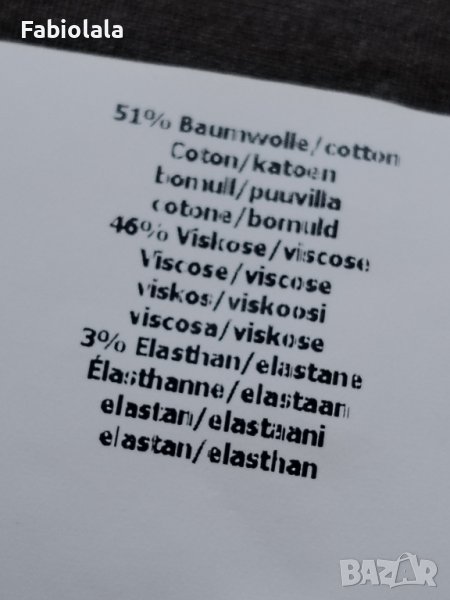 Fabiolala
51% Baumwolle/cotton
Coton/katoen
bomull/puuvilla
cotone/bomuld
46% Viskose/viscose
Viscose/viscose
viskos/viskoosi
viscosa/viskose
3% Elasthan/elastane
Élasthanne/elastaan
elastan/elastaani
elastan/elasthan
BAZAR